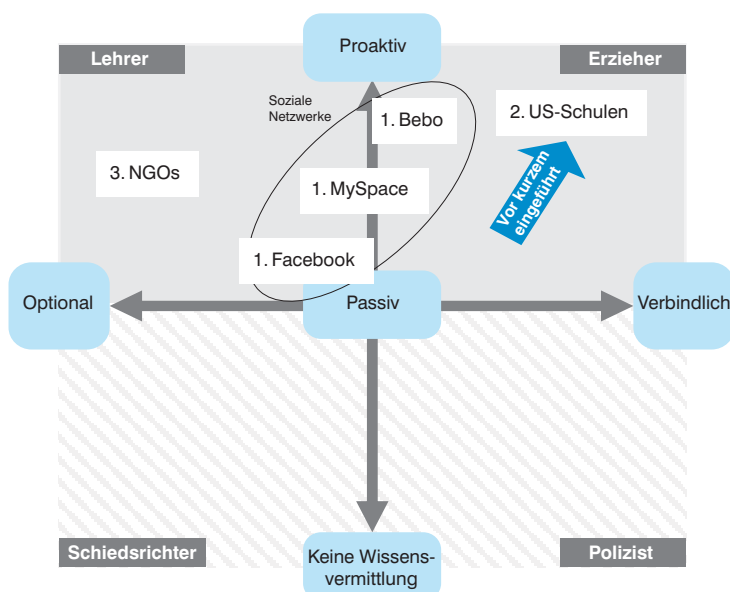 Proaktiv
Lehrer
Erzieher
Soziale
Netzwerke
1. Bebo
2. US-Schulen
3. NGOs
1. MySpace
Vor kurzem
eingeführt
1. Facebook
Optional
Passiv
Verbindlich
Schiedsrichter
Keine Wissens-
vermittlung
Polizist